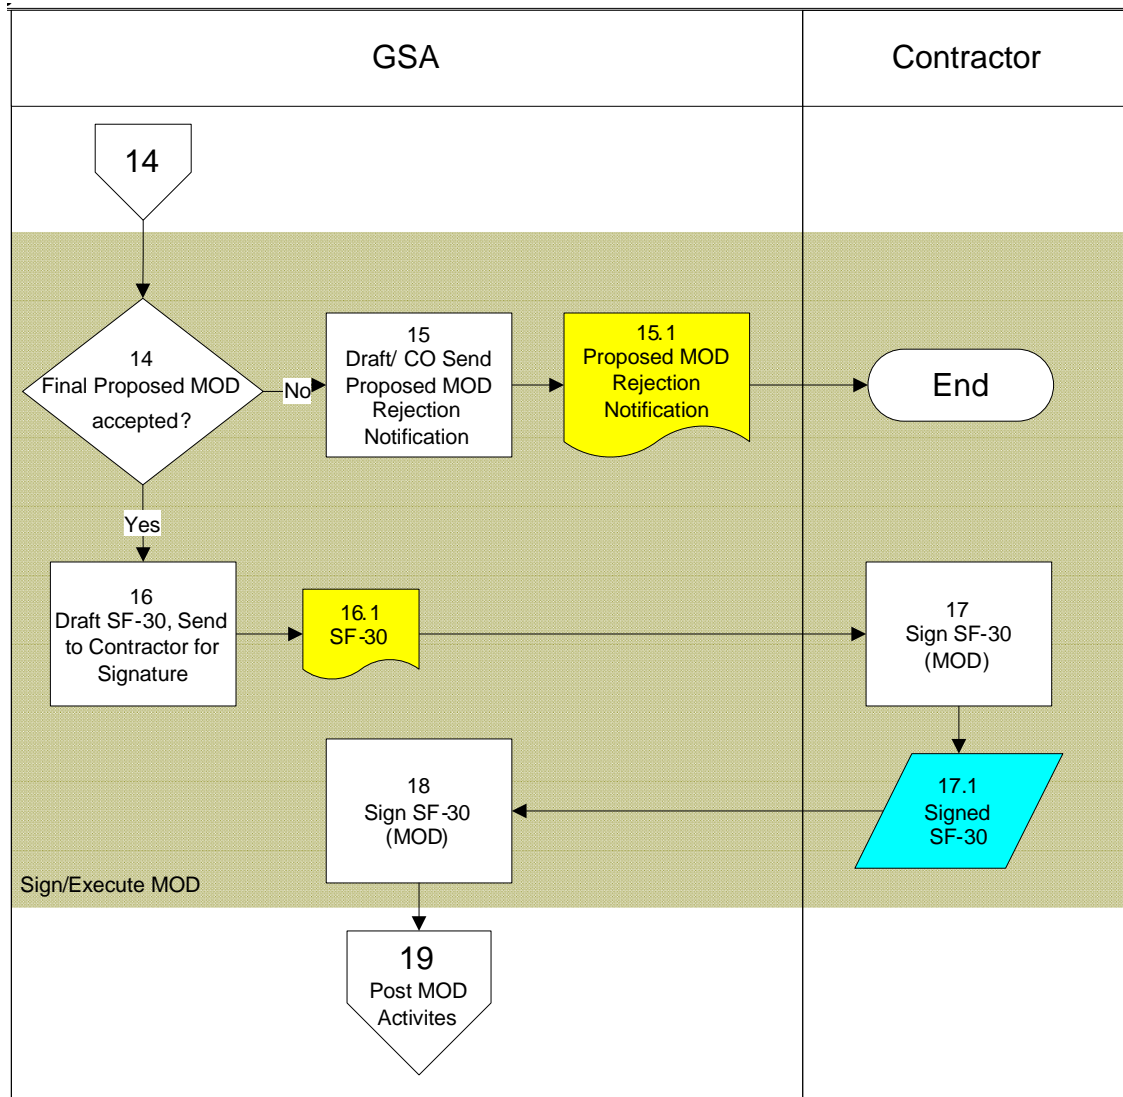 GSA
Contractor
14
14
Final Proposed MOD
accepted?
No
15
Draft/ CO Send
Proposed MOD
Rejection
Notification
15.1
Proposed MOD
Rejection
Notification
End
Yes
16
Draft SF-30, Send
to Contractor for
Signature
16.1
SF-30
17
Sign SF-30
(MOD)
17.1
Signed
SF-30
18
Sign SF-30
(MOD)
Sign/Execute MOD
19
Post MOD
Activites